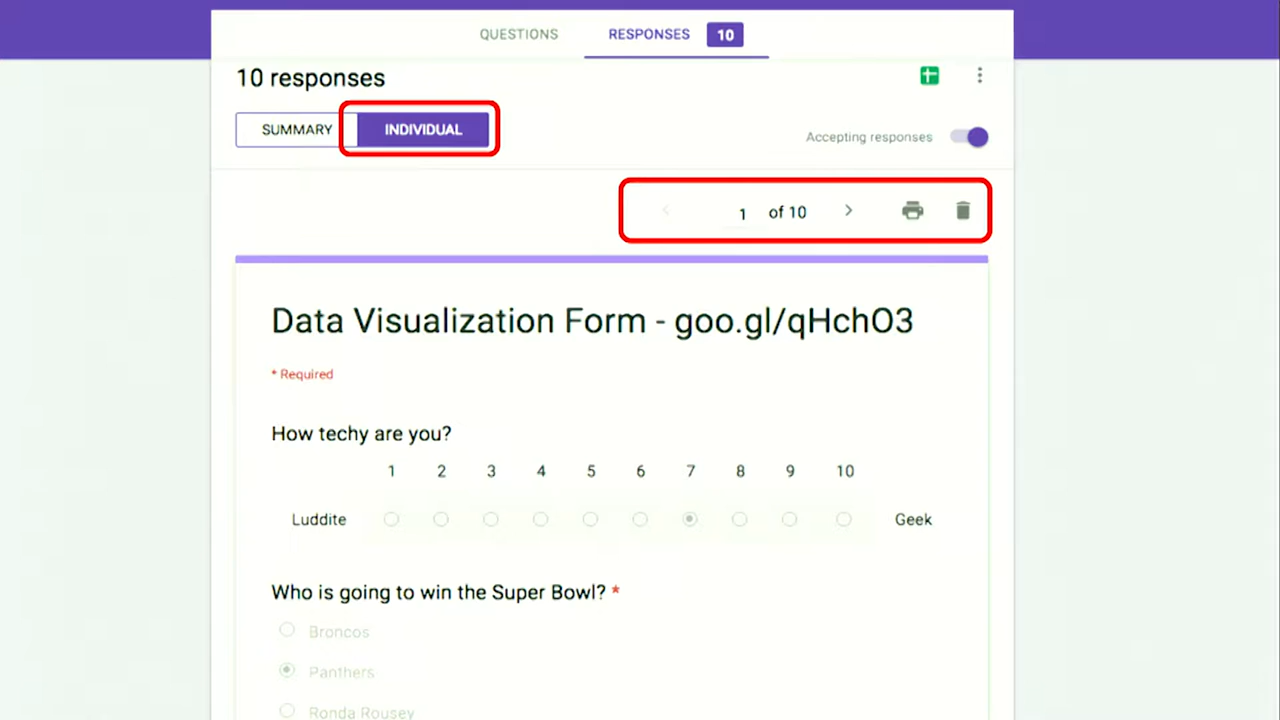 QUESTIONS RESPONSES 10
10 responses
SUMMARY INDIVIDUAL
Accepting responses
1 of 10
Data Visualization Form - goo.gl/qHchO3
* Required
How techy are you?
1 2 3 4 5 6 7 8 9 10
Luddite Geek
Who is going to win the Super Bowl? *
Broncos
Panthers
Ronda Rousey